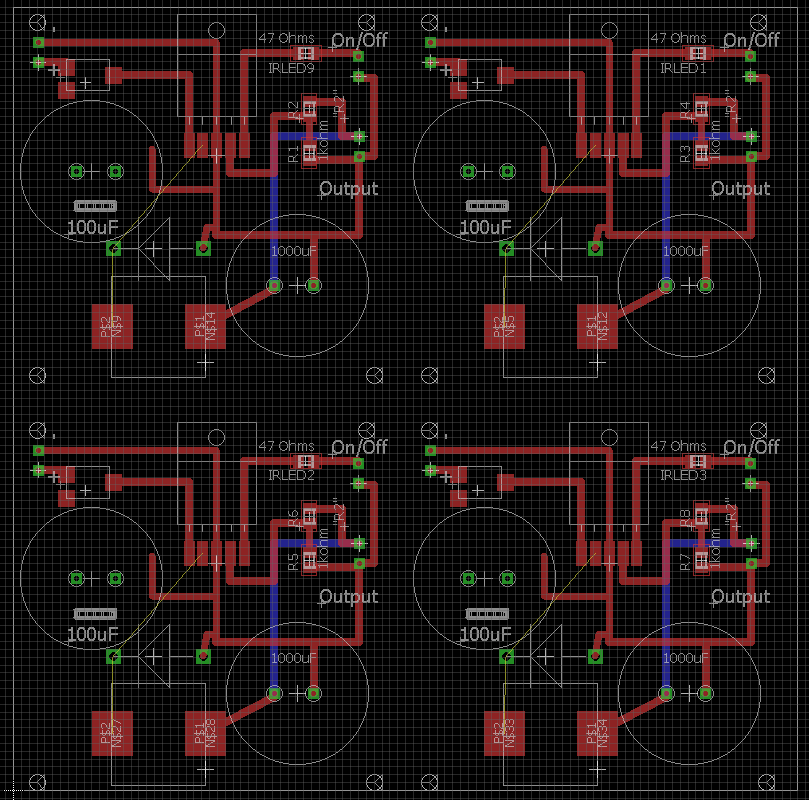 47 Ohms
On/Off
IRLED9
R2
"R2"
R1
1kohm
Output
100uF
1000uF
P$2
N$9
P$1
N$14
47 Ohms
On/Off
IRLED1
R4
"R2"
R3
1kohm
Output
100uF
1000uF
P$2
N$5
P$1
N$12
47 Ohms
On/Off
IRLED2
R6
"R2"
R5
1kohm
Output
100uF
1000uF
P$2
N$27
P$1
N$28
47 Ohms
On/Off
IRLED3
R8
"R2"
R7
1kohm
Output
100uF
1000uF
P$2
N$33
P$1
N$34